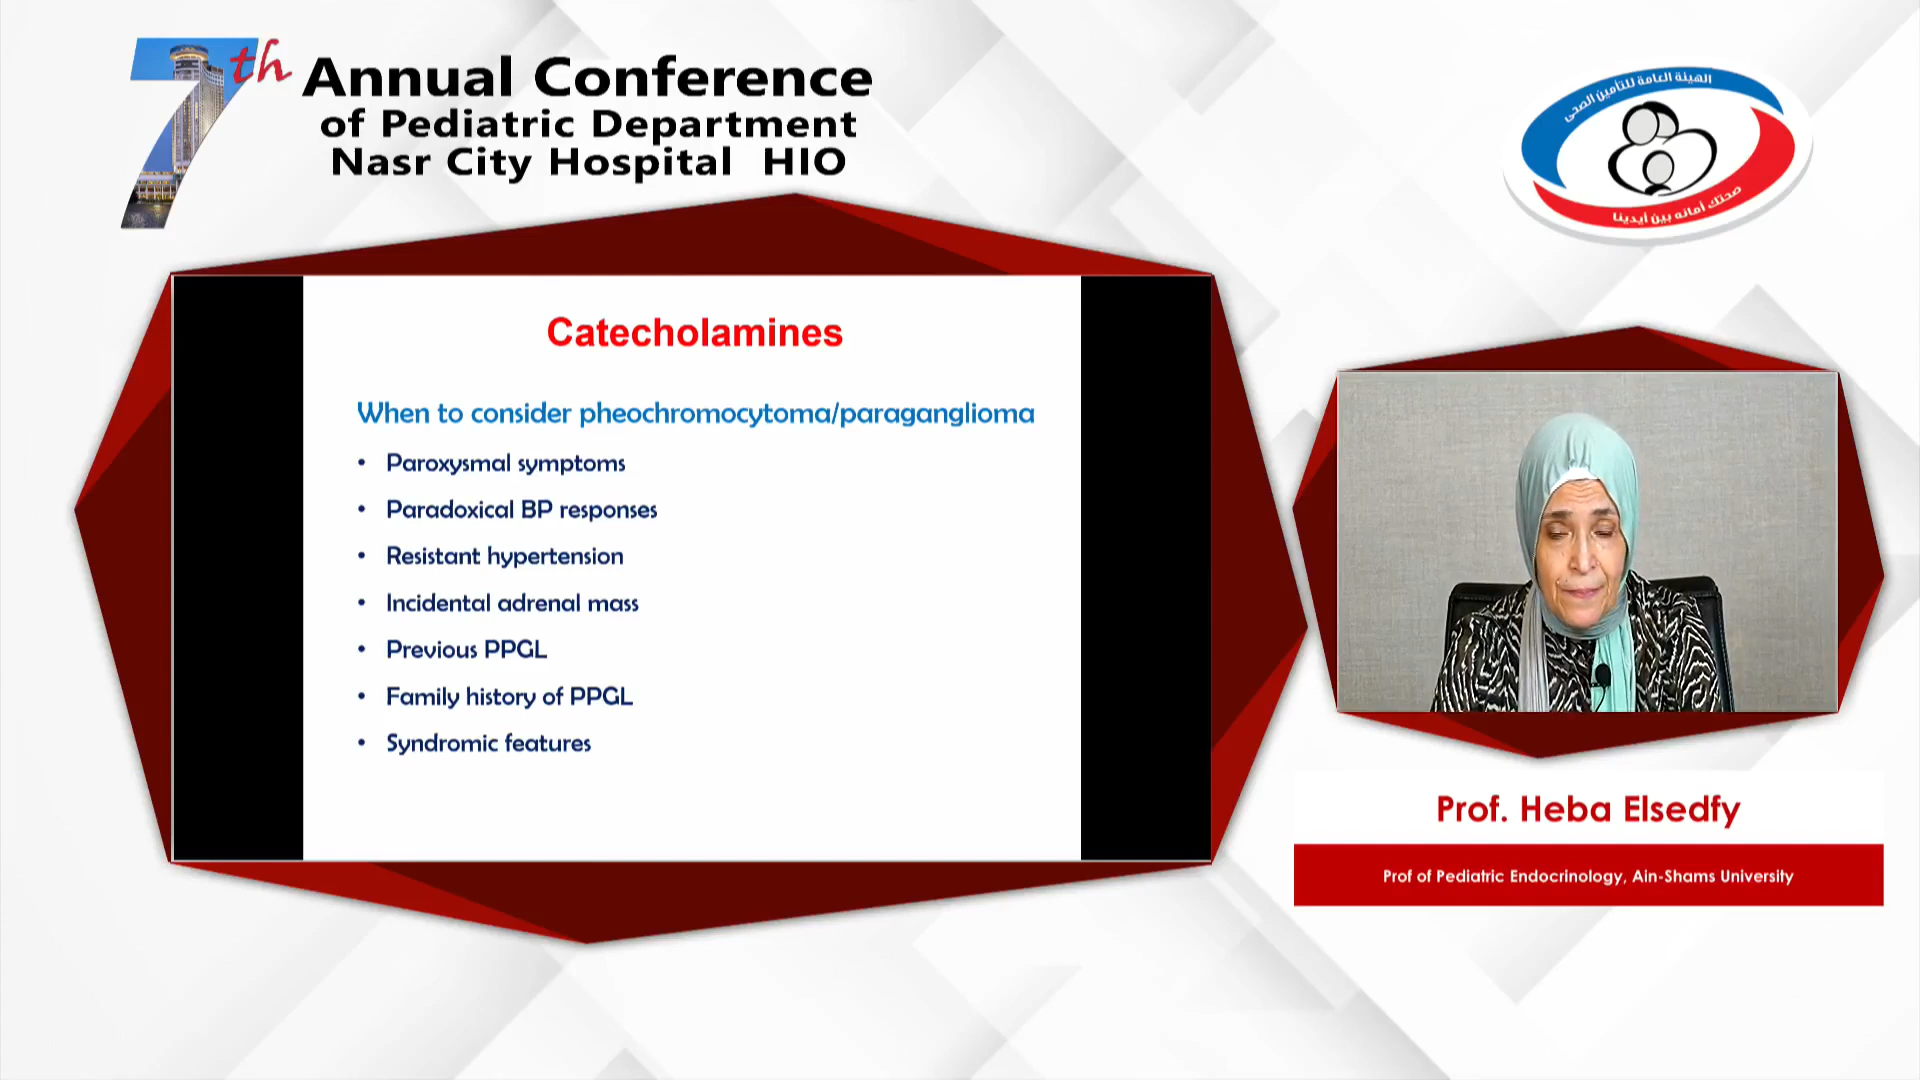 7th
Annual Conference
of Pediatric Department
Nasr City Hospital HIO
الهيئة العامة للتأمين الصحى
صحتك أمانه بين أيدينا
Catecholamines
When to consider pheochromocytoma/paraganglioma
• Paroxysmal symptoms
• Paradoxical BP responses
• Resistant hypertension
• Incidental adrenal mass
• Previous PPGL
• Family history of PPGL
• Syndromic features
Prof. Heba Elsedfy
Prof of Pediatric Endocrinology, Ain-Shams University